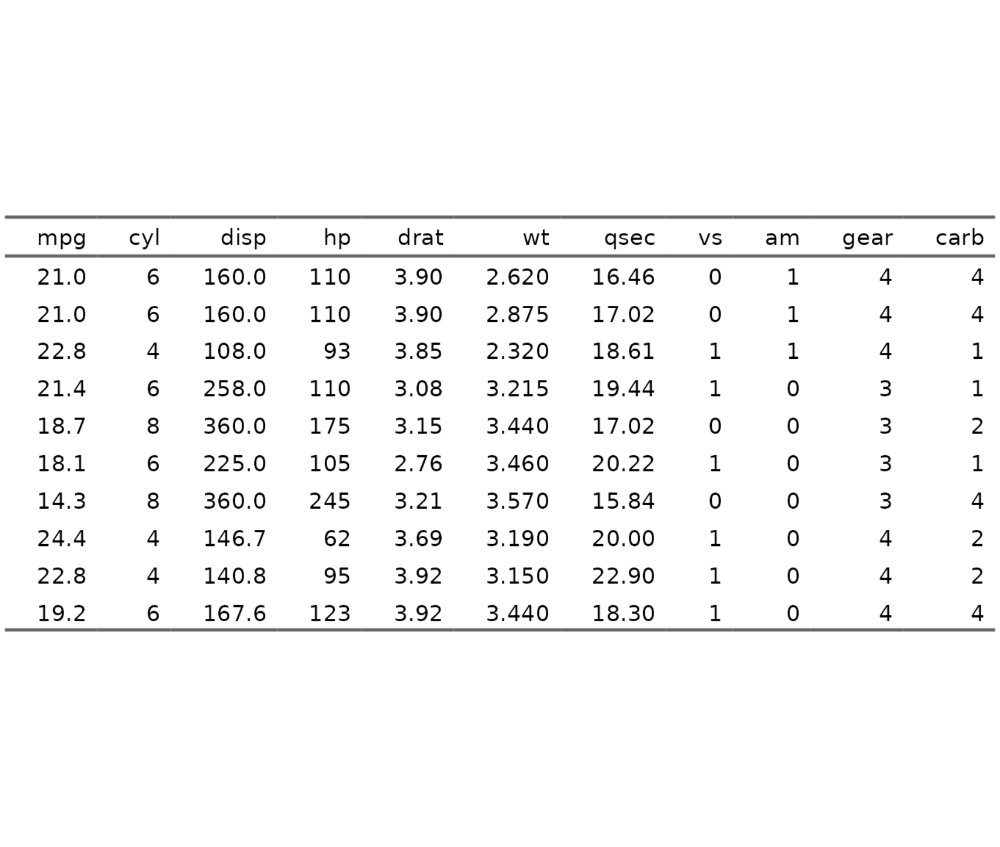 mpg cyl disp hp drat wt qsec vs am gear carb
21.0 6 160.0 110 3.90 2.620 16.46 0 1 4 4
21.0 6 160.0 110 3.90 2.875 17.02 0 1 4 4
22.8 4 108.0 93 3.85 2.320 18.61 1 1 4 1
21.4 6 258.0 110 3.08 3.215 19.44 1 0 3 1
18.7 8 360.0 175 3.15 3.440 17.02 0 0 3 2
18.1 6 225.0 105 2.76 3.460 20.22 1 0 3 1
14.3 8 360.0 245 3.21 3.570 15.84 0 0 3 4
24.4 4 146.7 62 3.69 3.190 20.00 1 0 4 2
22.8 4 140.8 95 3.92 3.150 22.90 1 0 4 2
19.2 6 167.6 123 3.92 3.440 18.30 1 0 4 4